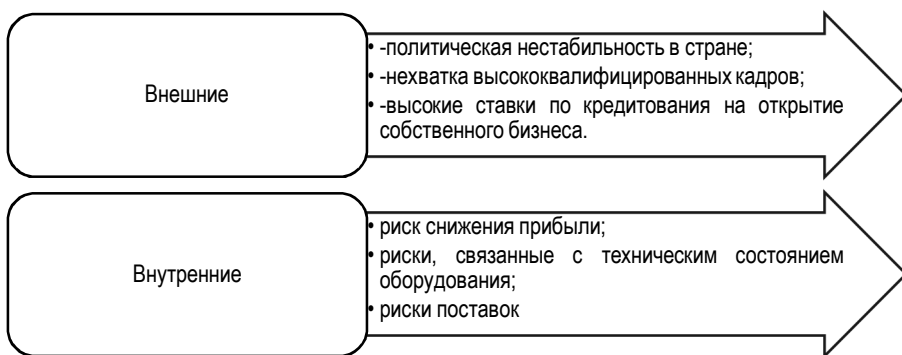 Внешние
• -политическая нестабильность в стране;
• -нехватка высококвалифицированных кадров;
• -высокие ставки по кредитования на открытие
собственного бизнеса.
Внутренние
• риск снижения прибыли;
• риски, связанные с техническим состоянием
оборудования;
• риски поставок